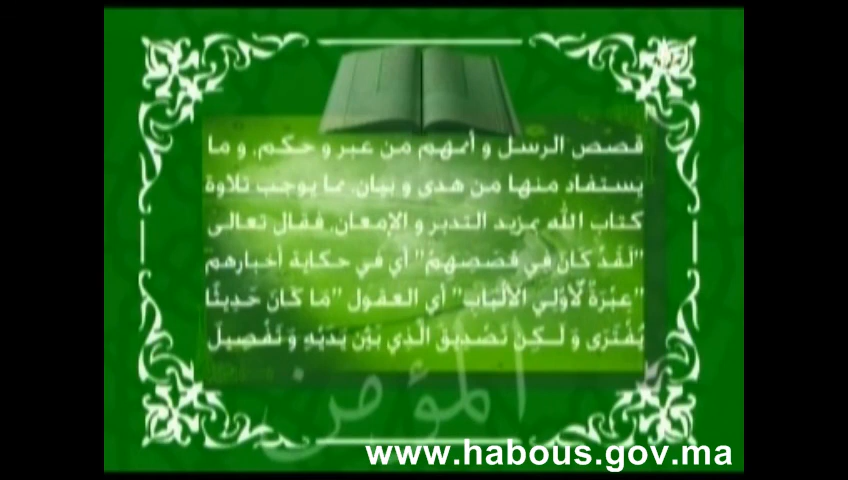 قصص الرسل و أممهم من عبر و حكم، و ما
يستفاد منها من هدى و بيان، مما يوجب تلاوة
كتاب الله بمزيد التدبر و الإمعان، فقال تعالى
"لَقَدْ كَانَ فِي قَصَصِهِمْ" أي في حكاية أخبارهم
"عِبْرَةٌ لِّأُوْلِي الألْبَابِ" أي العقول "مَا كَانَ حَدِيثًا
يُفْتَرَى وَ لَـكِن تَصْدِيقَ الَّذِي بَيْنَ يَدَيْهِ وَ تَفْصِيلَ
المؤمن
www.habous.gov.ma